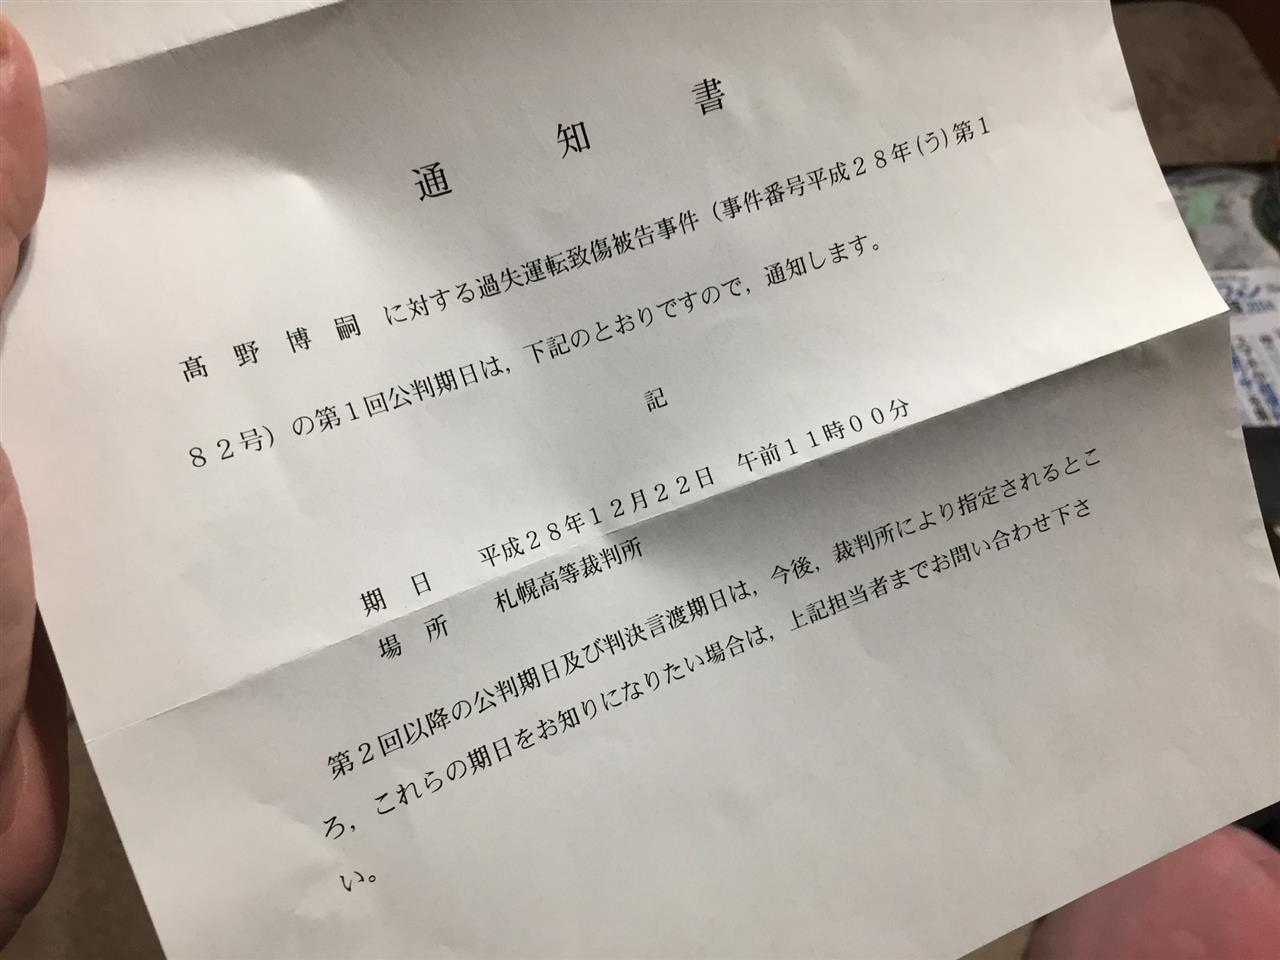 通知書
髙野博嗣 に対する過失運転致傷被告事件（事件番号平成２８年(う)第１
８２号）の第１回公判期日は，下記のとおりですので，通知します。
記
期 日 平成２８年１２月２２日 午前１１時００分
場 所 札幌高等裁判所
第２回以降の公判期日及び判決言渡期日は，今後，裁判所により指定されるとこ
ろ，これらの期日をお知りになりたい場合は，上記担当者までお問い合わせ下さ
い。